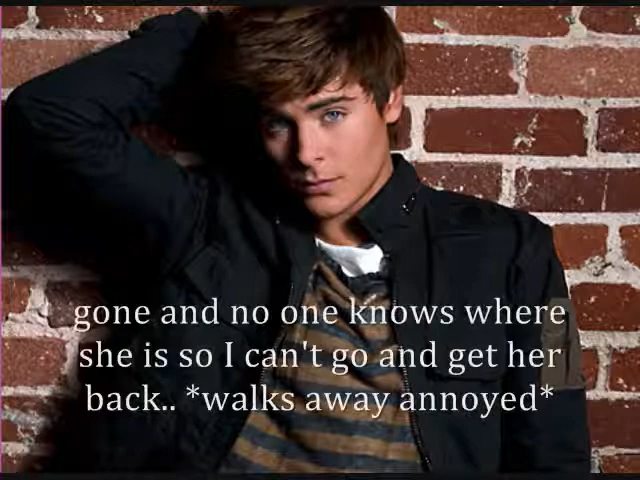 gone and no one knows where
she is so I can't go and get her
back.. *walks away annoyed*